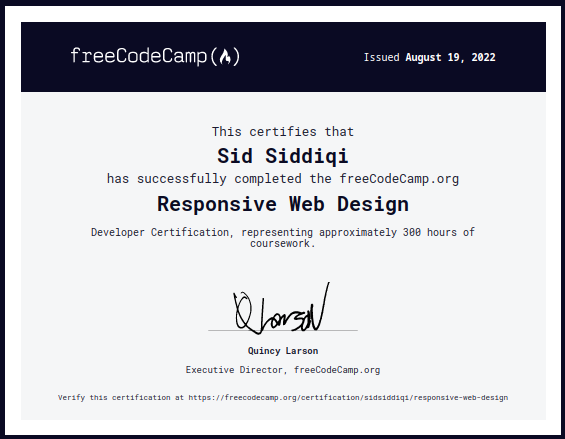 freeCodeCamp
Issued August 19, 2022
This certifies that
Sid Siddiqi
has successfully completed the freeCodeCamp.org
Responsive Web Design
Developer Certification, representing approximately 300 hours of
coursework.
Q Larson
Quincy Larson
Executive Director, freeCodeCamp.org
Verify this certification at https://freecodecamp.org/certification/sidsiddiqi/responsive-web-design